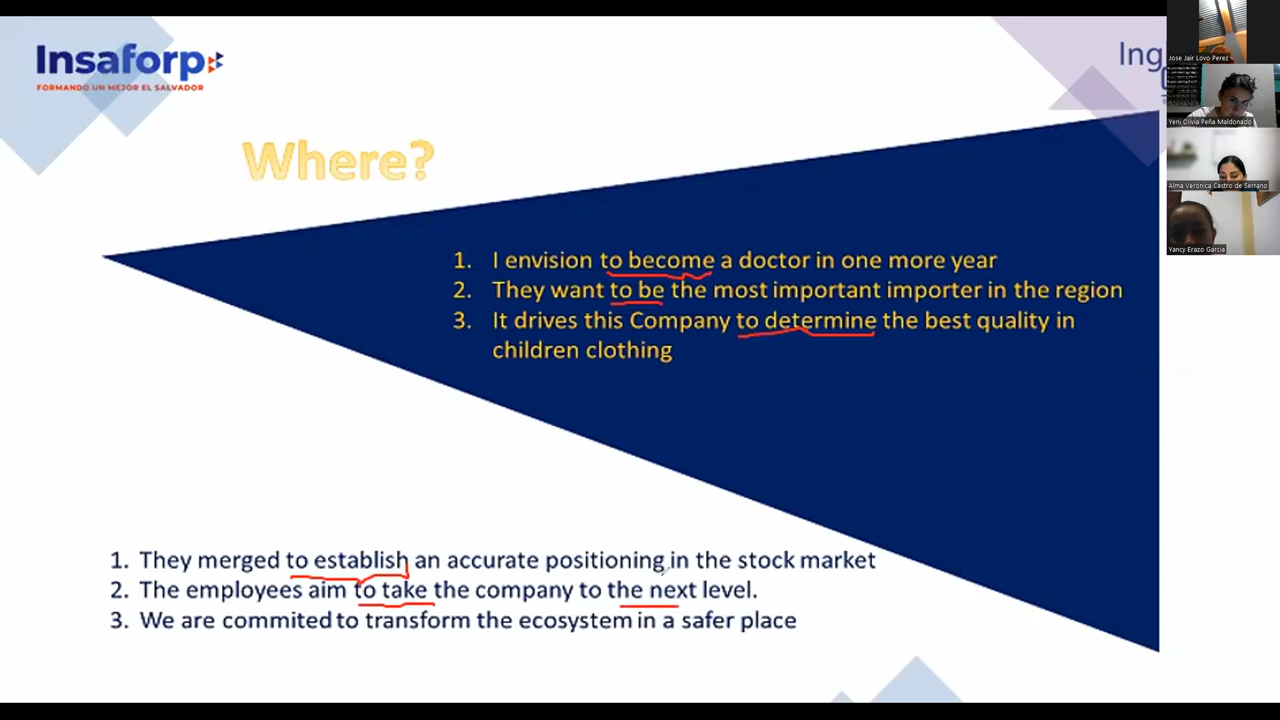 Insaforp
FORMANDO UN MEJOR EL SALVADOR
Ing
Where?
1. I envision to become a doctor in one more year
2. They want to be the most important importer in the region
3. It drives this Company to determine the best quality in
children clothing
1. They merged to establish an accurate positioning in the stock market
2. The employees aim to take the company to the next level.
3. We are commited to transform the ecosystem in a safer place
Jose Jair Lovo Perez
Yeni Olivia Peña Maldonado
Alma Verónica Castro de Serrano
Yancy Erazo Garcia